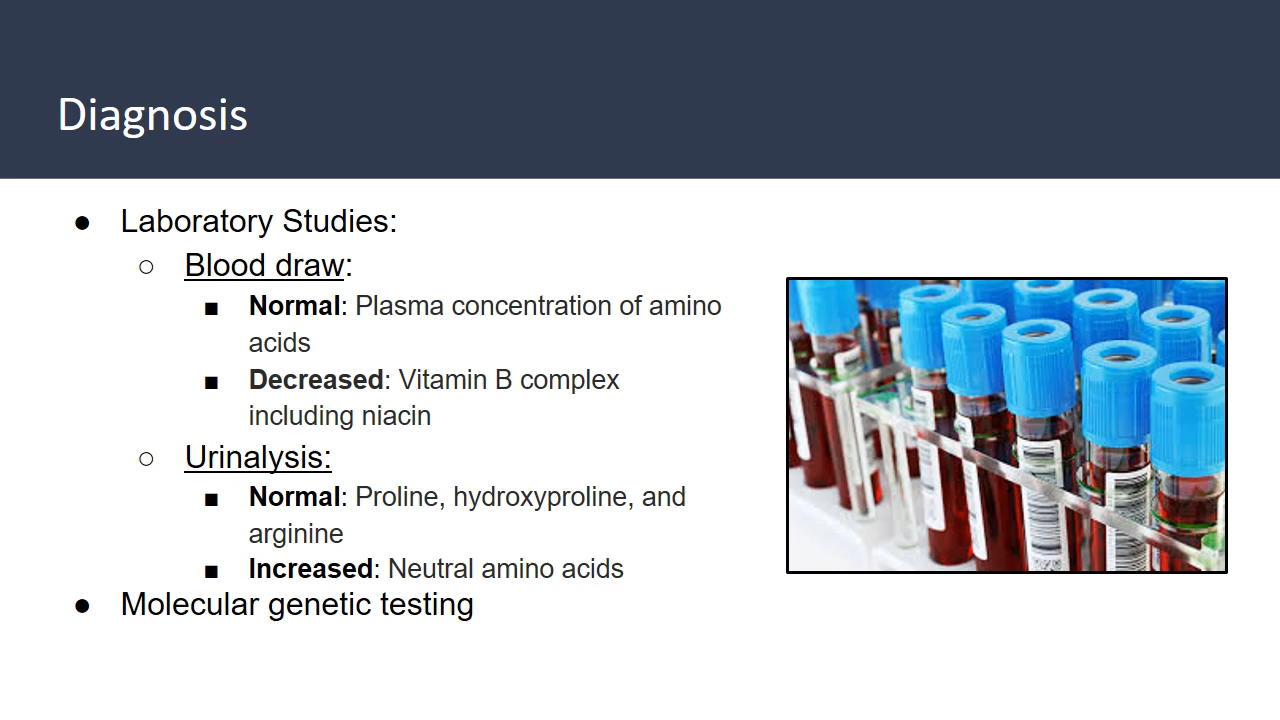 Diagnosis
● Laboratory Studies:
○ Blood draw:
■ Normal: Plasma concentration of amino
acids
■ Decreased: Vitamin B complex
including niacin
○ Urinalysis:
■ Normal: Proline, hydroxyproline, and
arginine
■ Increased: Neutral amino acids
● Molecular genetic testing